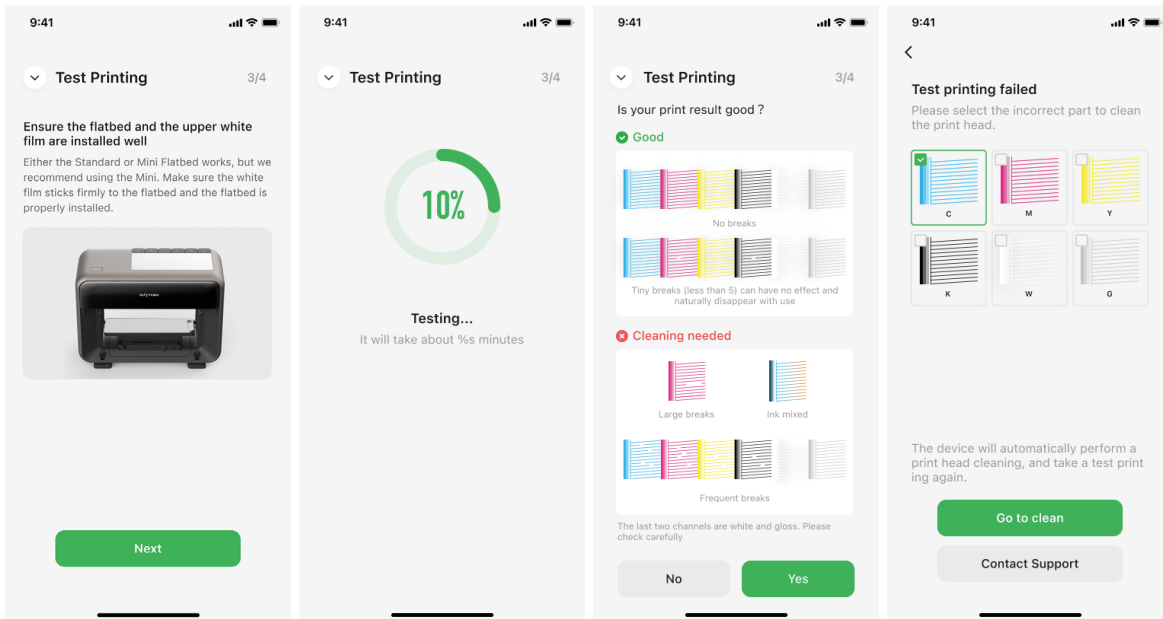 9:41
Test Printing
3/4
Ensure the flatbed and the upper white
film are installed well
Either the Standard or Mini Flatbed works, but we
recommend using the Mini. Make sure the white
film sticks firmly to the flatbed and the flatbed is
properly installed.
eufymake
Next
9:41
Test Printing
3/4
10%
Testing...
It will take about %s minutes
9:41
Test Printing
3/4
Is your print result good ?
Good
No breaks
Tiny breaks (less than 5) can have no effect and
naturally disappear with use
Cleaning needed
Large breaks
Ink mixed
Frequent breaks
The last two channels are white and gloss. Please
check carefully
No
Yes
9:41
Test printing failed
Please select the incorrect part to clean
the print head.
C
M
Y
K
W
G
The device will automatically perform a
print head cleaning, and take a test print
ing again.
Go to clean
Contact Support